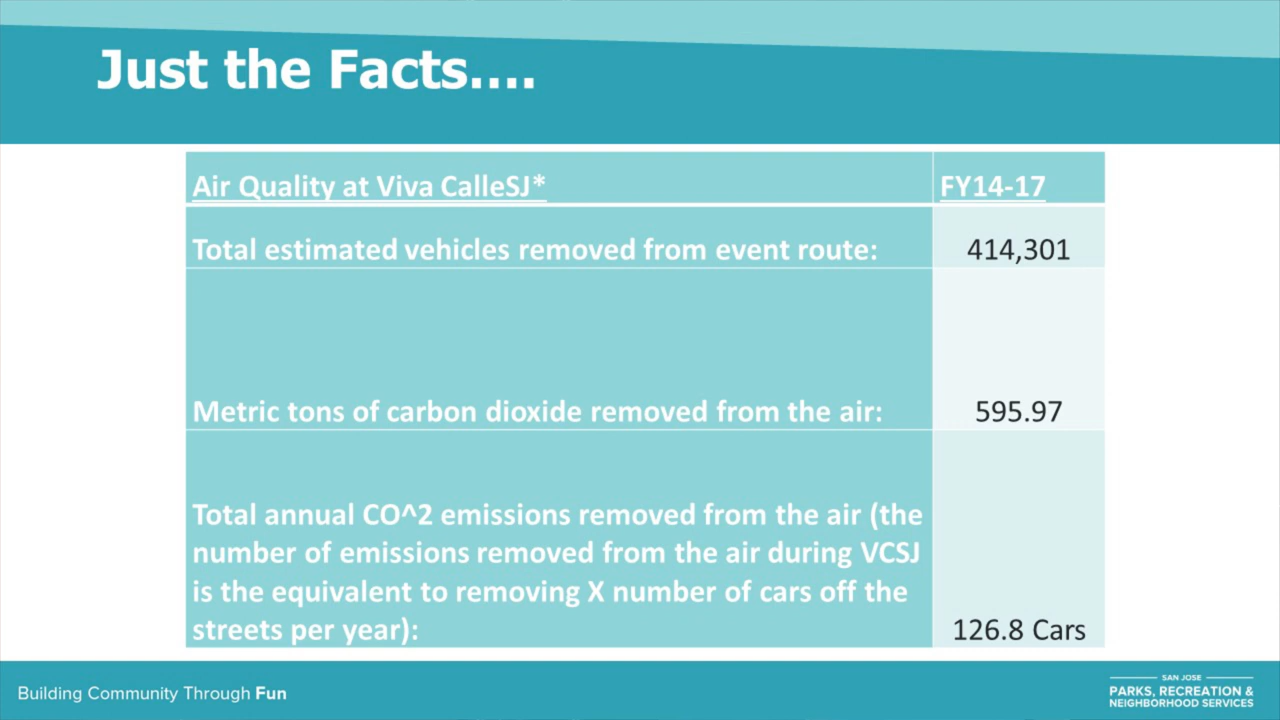 Just the Facts....
Air Quality at Viva CalleSJ*
FY14-17
Total estimated vehicles removed from event route:
414,301
Metric tons of carbon dioxide removed from the air:
595.97
Total annual CO^2 emissions removed from the air (the
number of emissions removed from the air during VCSJ
is the equivalent to removing X number of cars off the
streets per year):
126.8 Cars
Building Community Through Fun
SAN JOSE
PARKS, RECREATION &
NEIGHBORHOOD SERVICES